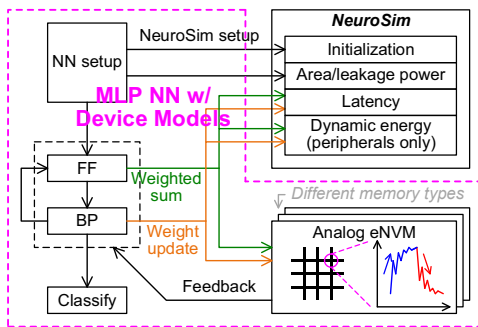 NeuroSim
NeuroSim setup
NN setup
Initialization
Area/leakage power
MLP NN w/
Device Models
Latency
Dynamic energy
(peripherals only)
FF
Weighted
sum
Different memory types
BP
Weight
update
Analog eNVM
Feedback
Classify